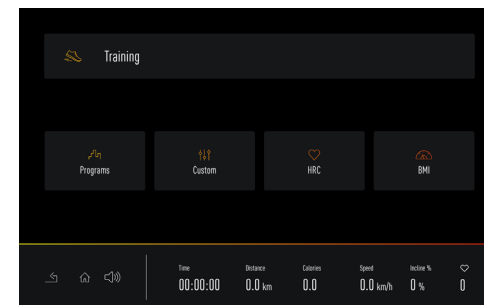 Training
Programs Custom HRC BMI
Time Distance Calories Speed Incline %
00:00:00 0.0 km 0.0 0.0 km/h 0 % 0